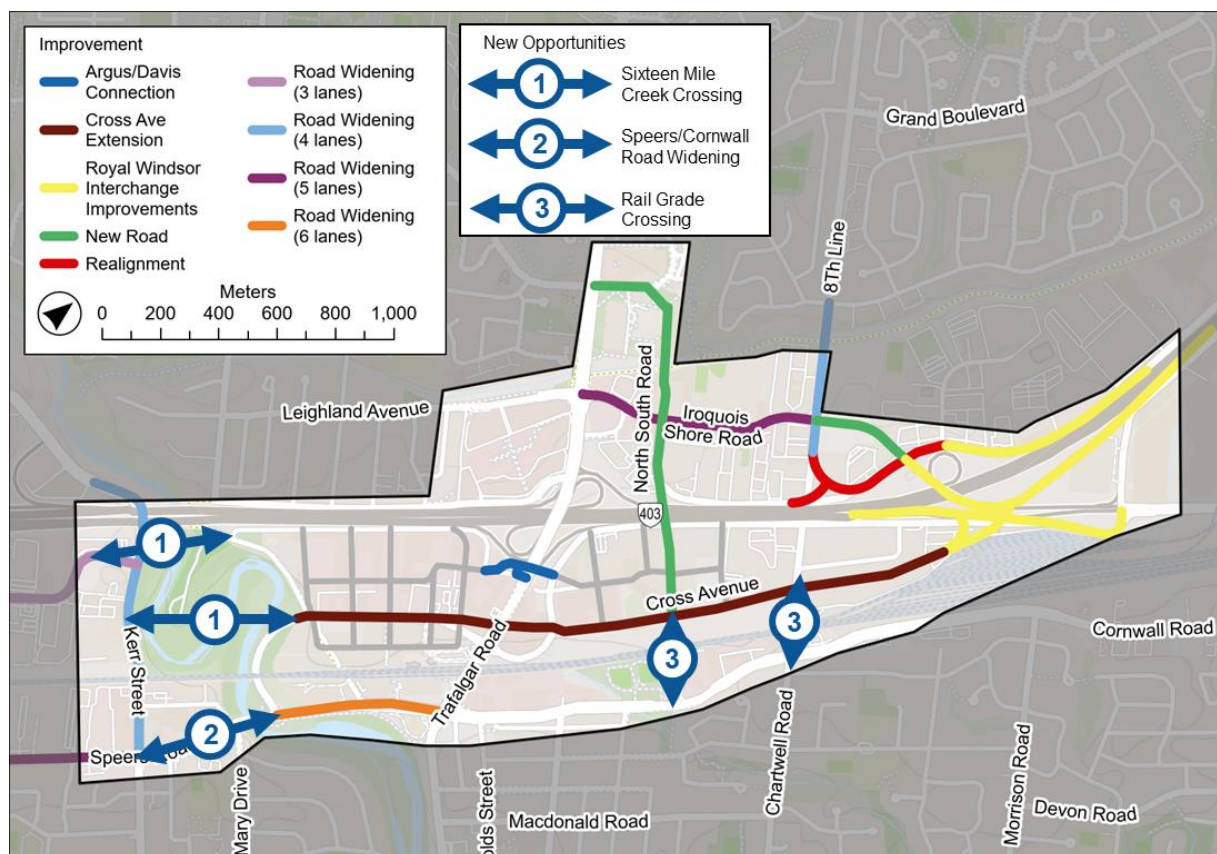 Improvement
Argus/Davis
Connection
Cross Ave
Extension
Royal Windsor
Interchange
Improvements
New Road
Realignment
Road Widening
(3 lanes)
Road Widening
(4 lanes)
Road Widening
(5 lanes)
Road Widening
(6 lanes)
Meters
0 200 400 600 800 1,000
New Opportunities
1
Sixteen Mile
Creek Crossing
2
Speers/Cornwall
Road Widening
3
Rail Grade
Crossing
Grand Boulevard
8Th Line
Leighland Avenue
North South Road
Iroquois
Shore Road
403
1
1
Cross Avenue
3
3
Kerr Street
Trafalgar Road
Cornwall Road
2
Speers
Mary Drive
olds Street
Macdonald Road
Chartwell Road
Morrison Road
Devon Road